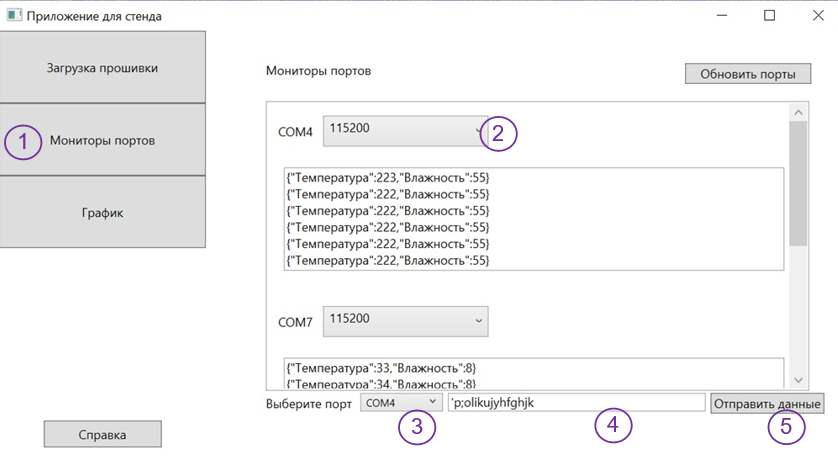 Приложение для стенда
Загрузка прошивки
1 Мониторы портов
График
Справка
Мониторы портов
Обновить порты
COM4 115200 2
{"Температура":223,"Влажность":55}
{"Температура":222,"Влажность":55}
{"Температура":222,"Влажность":55}
{"Температура":222,"Влажность":55}
{"Температура":222,"Влажность":55}
{"Температура":222,"Влажность":55}
COM7 115200
{"Температура":33,"Влажность":8}
{"Температура":34,"Влажность":8}
Выберите порт COM4 'p;olikujyhfghjk Отправить данные
3 4 5